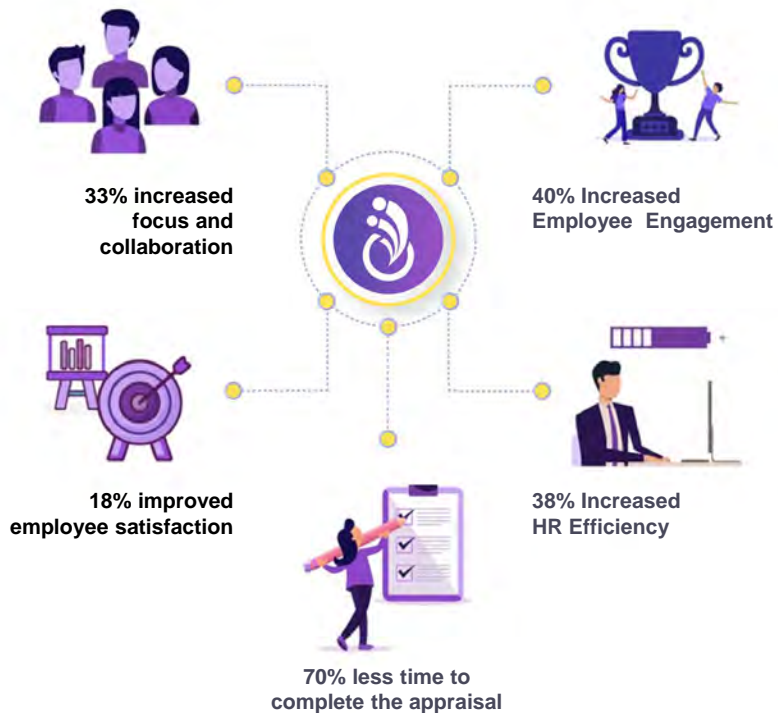 33% increased
focus and
collaboration
40% Increased
Employee Engagement
18% improved
employee satisfaction
38% Increased
HR Efficiency
70% less time to
complete the appraisal